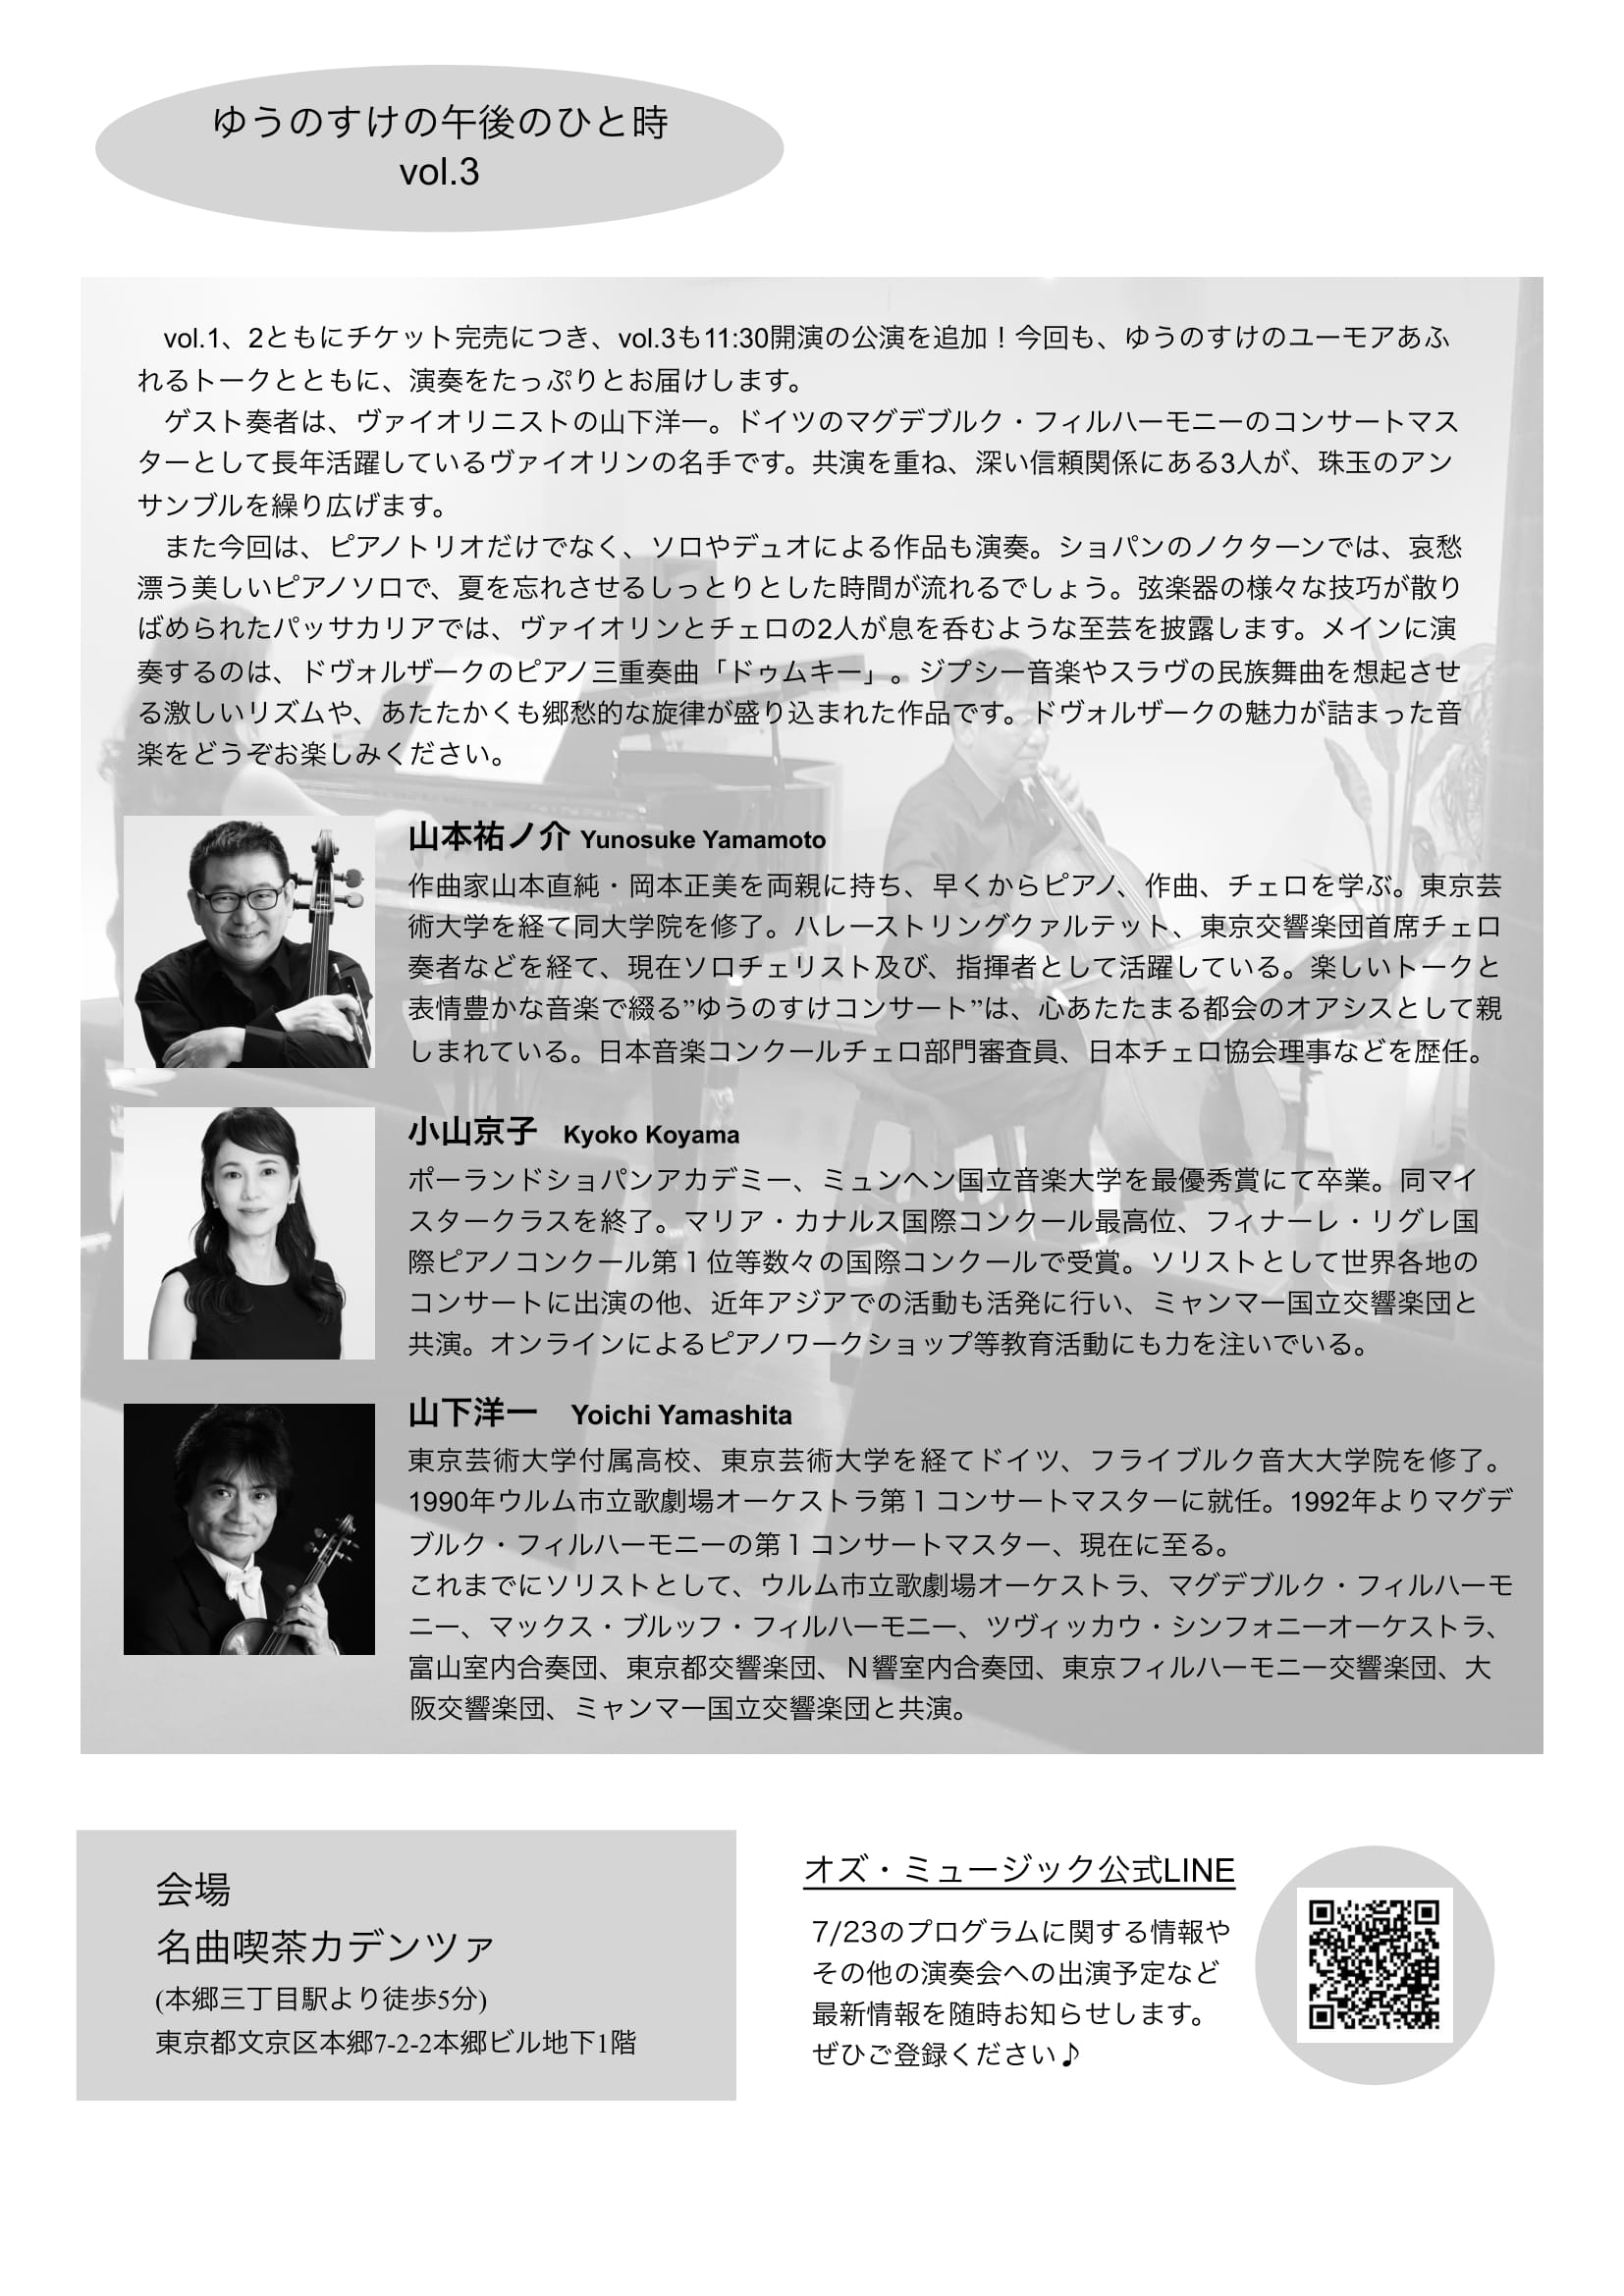 ゆうのすけの午後のひと時
vol.3
vol.1、2ともにチケット完売につき、vol.3も11:30開演の公演を追加！今回も、ゆうのすけのユーモアあふ
れるトークとともに、演奏をたっぷりとお届けします。
ゲスト奏者は、ヴァイオリニストの山下洋一。ドイツのマグデブルク・フィルハーモニーのコンサートマス
ターとして長年活躍しているヴァイオリンの名手です。共演を重ね、深い信頼関係にある3人が、珠玉のアン
サンブルを繰り広げます。
また今回は、ピアノトリオだけでなく、ソロやデュオによる作品も演奏。ショパンのノクターンでは、哀愁
漂う美しいピアノソロで、夏を忘れさせるしっとりとした時間が流れるでしょう。弦楽器の様々な技巧が散り
ばめられたパッサカリアでは、ヴァイオリンとチェロの2人が息を呑むような至芸を披露します。メインに演
奏するのは、ドヴォルザークのピアノ三重奏曲「ドゥムキー」。ジプシー音楽やスラヴの民族舞曲を想起させ
る激しいリズムや、あたたかくも郷愁的な旋律が盛り込まれた作品です。ドヴォルザークの魅力が詰まった音
楽をどうぞお楽しみください。
山本祐ノ介 Yunosuke Yamamoto
作曲家山本直純・岡本正美を両親に持ち、早くからピアノ、作曲、チェロを学ぶ。東京芸
術大学を経て同大学院を修了。ハレーストリングクァルテット、東京交響楽団首席チェロ
奏者などを経て、現在ソロチェリスト及び、指揮者として活躍している。楽しいトークと
表情豊かな音楽で綴る”ゆうのすけコンサート”は、心あたたまる都会のオアシスとして親
しまれている。日本音楽コンクールチェロ部門審査員、日本チェロ協会理事などを歴任。
小山京子 Kyoko Koyama
ポーランドショパンアカデミー、ミュンヘン国立音楽大学を最優秀賞にて卒業。同マイ
スタークラスを終了。マリア・カナルス国際コンクール最高位、フィナーレ・リグレ国
際ピアノコンクール第１位等数々の国際コンクールで受賞。ソリストとして世界各地の
コンサートに出演の他、近年アジアでの活動も活発に行い、ミャンマー国立交響楽団と
共演。オンラインによるピアノワークショップ等教育活動にも力を注いでいる。
山下洋一 Yoichi Yamashita
東京芸術大学付属高校、東京芸術大学を経てドイツ、フライブルク音大大学院を修了。
1990年ウルム市立歌劇場オーケストラ第１コンサートマスターに就任。1992年よりマグデ
ブルク・フィルハーモニーの第１コンサートマスター、現在に至る。
これまでにソリストとして、ウルム市立歌劇場オーケストラ、マグデブルク・フィルハーモ
ニー、マックス・ブルッフ・フィルハーモニー、ツヴィッカウ・シンフォニーオーケストラ、
富山室内合奏団、東京都交響楽団、Ｎ響室内合奏団、東京フィルハーモニー交響楽団、大
阪交響楽団、ミャンマー国立交響楽団と共演。
会場
名曲喫茶カデンツァ
(本郷三丁目駅より徒歩5分)
東京都文京区本郷7-2-2本郷ビル地下1階
オズ・ミュージック公式LINE
7/23のプログラムに関する情報や
その他の演奏会への出演予定など
最新情報を随時お知らせします。
ぜひご登録ください♪